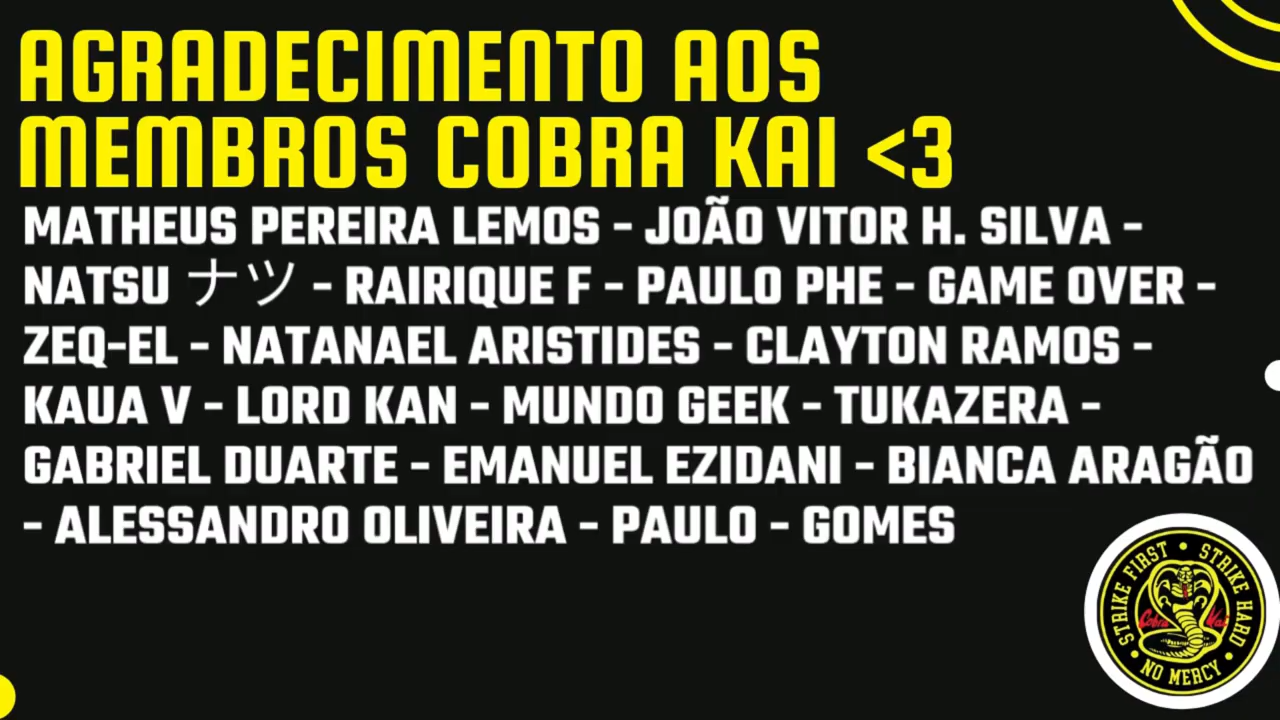 AGRADECIMENTO AOS
MEMBROS COBRA KAI <3
MATHEUS PEREIRA LEMOS - JOÃO VITOR H. SILVA -
NATSU ナツ - RAIRIQUE F - PAULO PHE - GAME OVER -
ZEQ-EL - NATANAEL ARISTIDES - CLAYTON RAMOS -
KAUA V - LORD KAN - MUNDO GEEK - TUKAZERA -
GABRIEL DUARTE - EMANUEL EZIDANI - BIANCA ARAGÃO
- ALESSANDRO OLIVEIRA - PAULO - GOMES
STRIKE FIRST • STRIKE HARD • NO MERCY •
Cobra Kai